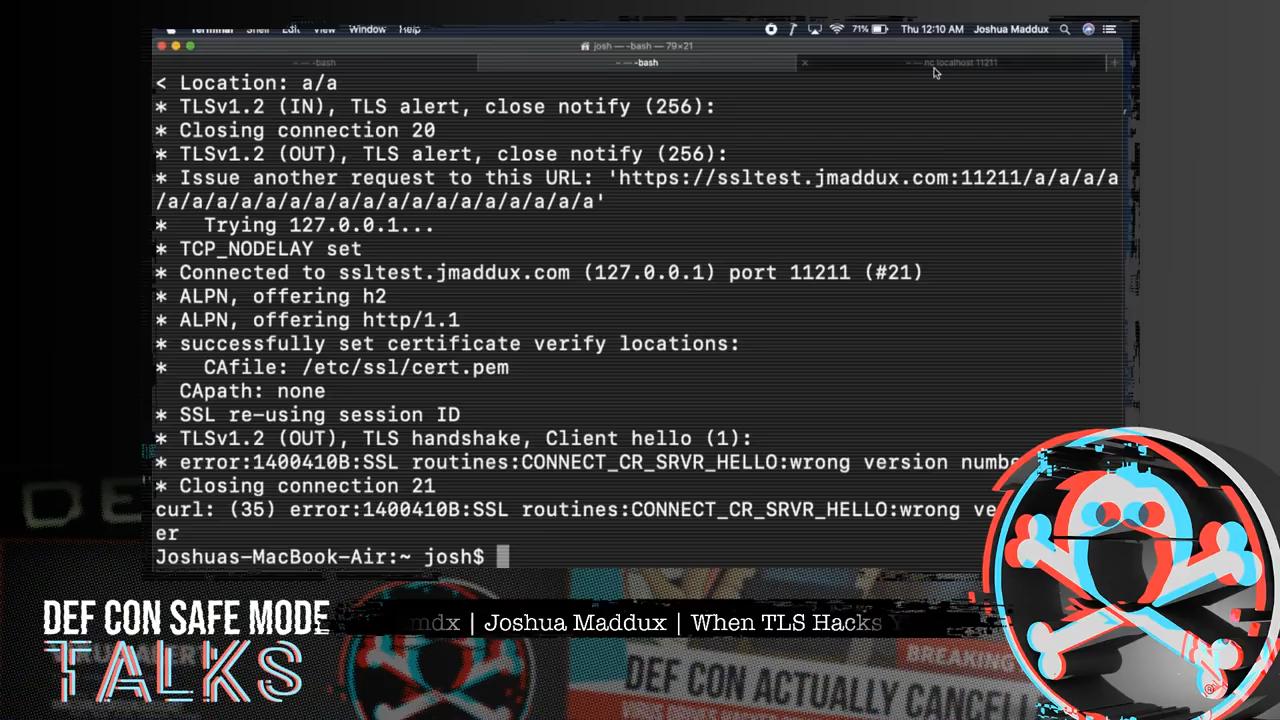 Terminal Shell Edit View Window Help 71% Thu 12:10 AM Joshua Maddux
josh — -bash — 79×21
~ — -bash ~ — -bash ~ — nc localhost 11211
< Location: a/a
* TLSv1.2 (IN), TLS alert, close notify (256):
* Closing connection 20
* TLSv1.2 (OUT), TLS alert, close notify (256):
* Issue another request to this URL: 'https://ssltest.jmaddux.com:11211/a/a/a/a
/a/a/a/a/a/a/a/a/a/a/a/a/a/a/a/a/a/a'
* Trying 127.0.0.1...
* TCP_NODELAY set
* Connected to ssltest.jmaddux.com (127.0.0.1) port 11211 (#21)
* ALPN, offering h2
* ALPN, offering http/1.1
* successfully set certificate verify locations:
* CAfile: /etc/ssl/cert.pem
CApath: none
* SSL re-using session ID
* TLSv1.2 (OUT), TLS handshake, Client hello (1):
* error:1400410B:SSL routines:CONNECT_CR_SRVR_HELLO:wrong version numbe
* Closing connection 21
curl: (35) error:1400410B:SSL routines:CONNECT_CR_SRVR_HELLO:wrong ve
er
Joshuas-MacBook-Air:~ josh$
DE
DEF CON SAFE MODE
TALKS
mdx | Joshua Maddux | When TLS Hacks Y
BREAKING
DEF CON ACTUALLY CANCELL